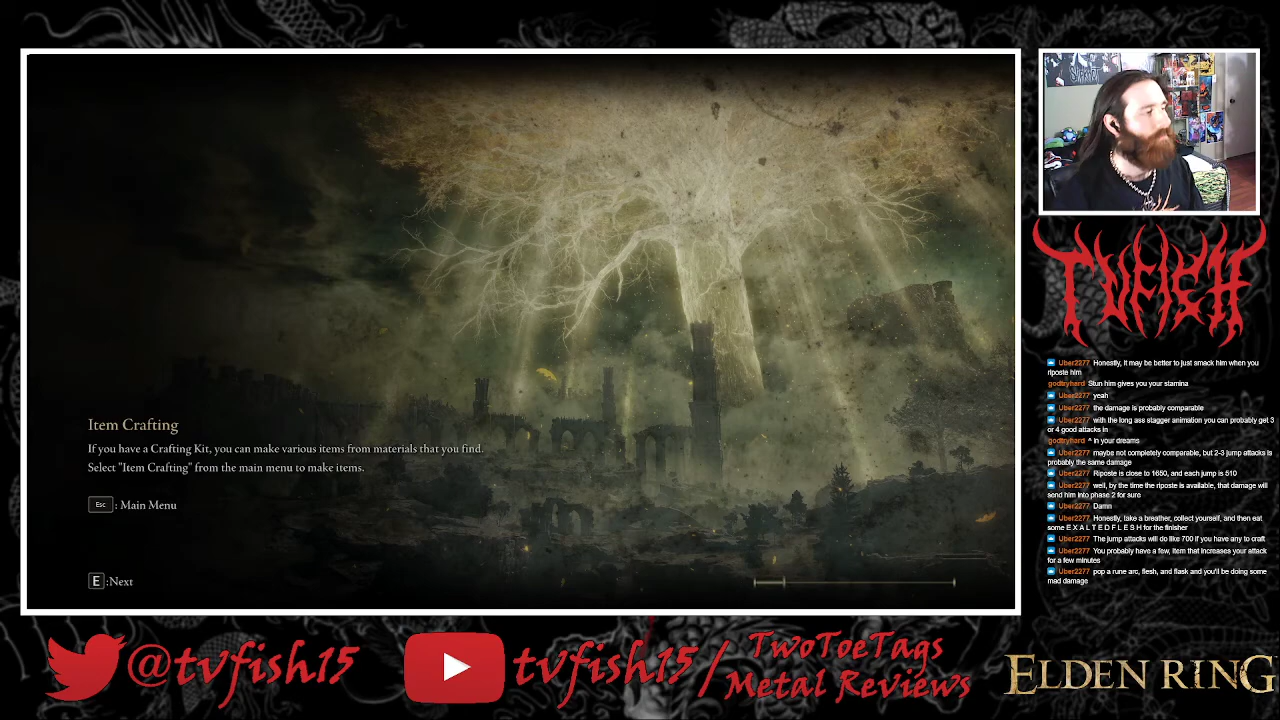 Item Crafting
If you have a Crafting Kit, you can make various items from materials that you find.
Select "Item Crafting" from the main menu to make items.
Esc : Main Menu
E :Next
TVFISH
Uber2277 Honestly, it may be better to just smack him when you
riposte him
godtryhard Stun him gives you your stamina
Uber2277 yeah
Uber2277 the damage is probably comparable
Uber2277 with the long ass stagger animation you can probably get 3
or 4 good attacks in
godtryhard ^ in your dreams
Uber2277 maybe not completely comparable, but 2-3 jump attacks is
probably the same damage
Uber2277 Riposte is close to 1650, and each jump is 510
Uber2277 well, by the time the riposte is available, that damage will
send him into phase 2 for sure
Uber2277 Damn
Uber2277 Honestly, take a breather, collect yourself, and then eat
some E X A L T E D F L E S H for the finisher
Uber2277 The jump attacks will do like 700 if you have any to craft
Uber2277 You probably have a few, item that increases your attack
for a few minutes
Uber2277 pop a rune arc, flesh, and flask and you'll be doing some
mad damage
@tvfish15
tvfish15 / TwoToeTags
Metal Reviews
ELDEN RING